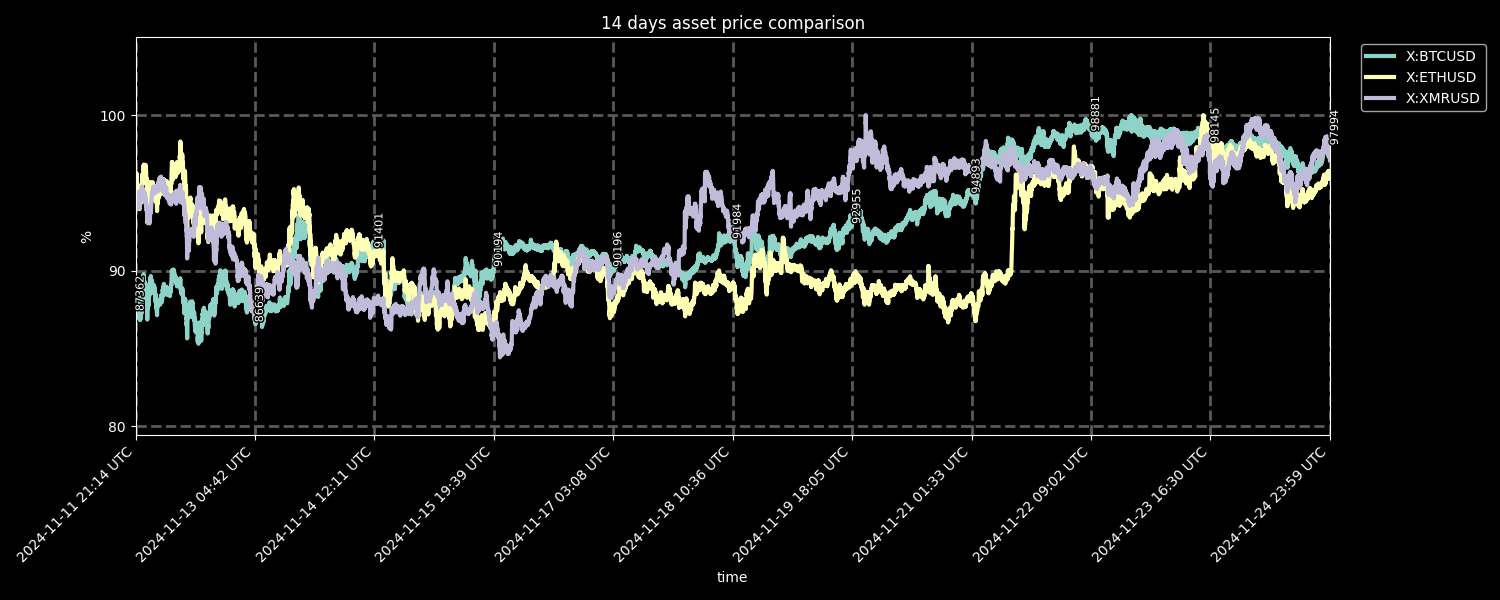 14 days asset price comparison
X:BTCUSD
X:ETHUSD
X:XMRUSD
100
90
80
%
86639
91401
90194
90196
91984
92955
94893
98881
98145
97994
2024-11-11 21:14 UTC
2024-11-13 04:42 UTC
2024-11-14 12:11 UTC
2024-11-15 19:39 UTC
2024-11-17 03:08 UTC
2024-11-18 10:36 UTC
2024-11-19 18:05 UTC
2024-11-21 01:33 UTC
2024-11-22 09:02 UTC
2024-11-23 16:30 UTC
2024-11-24 23:59 UTC
time